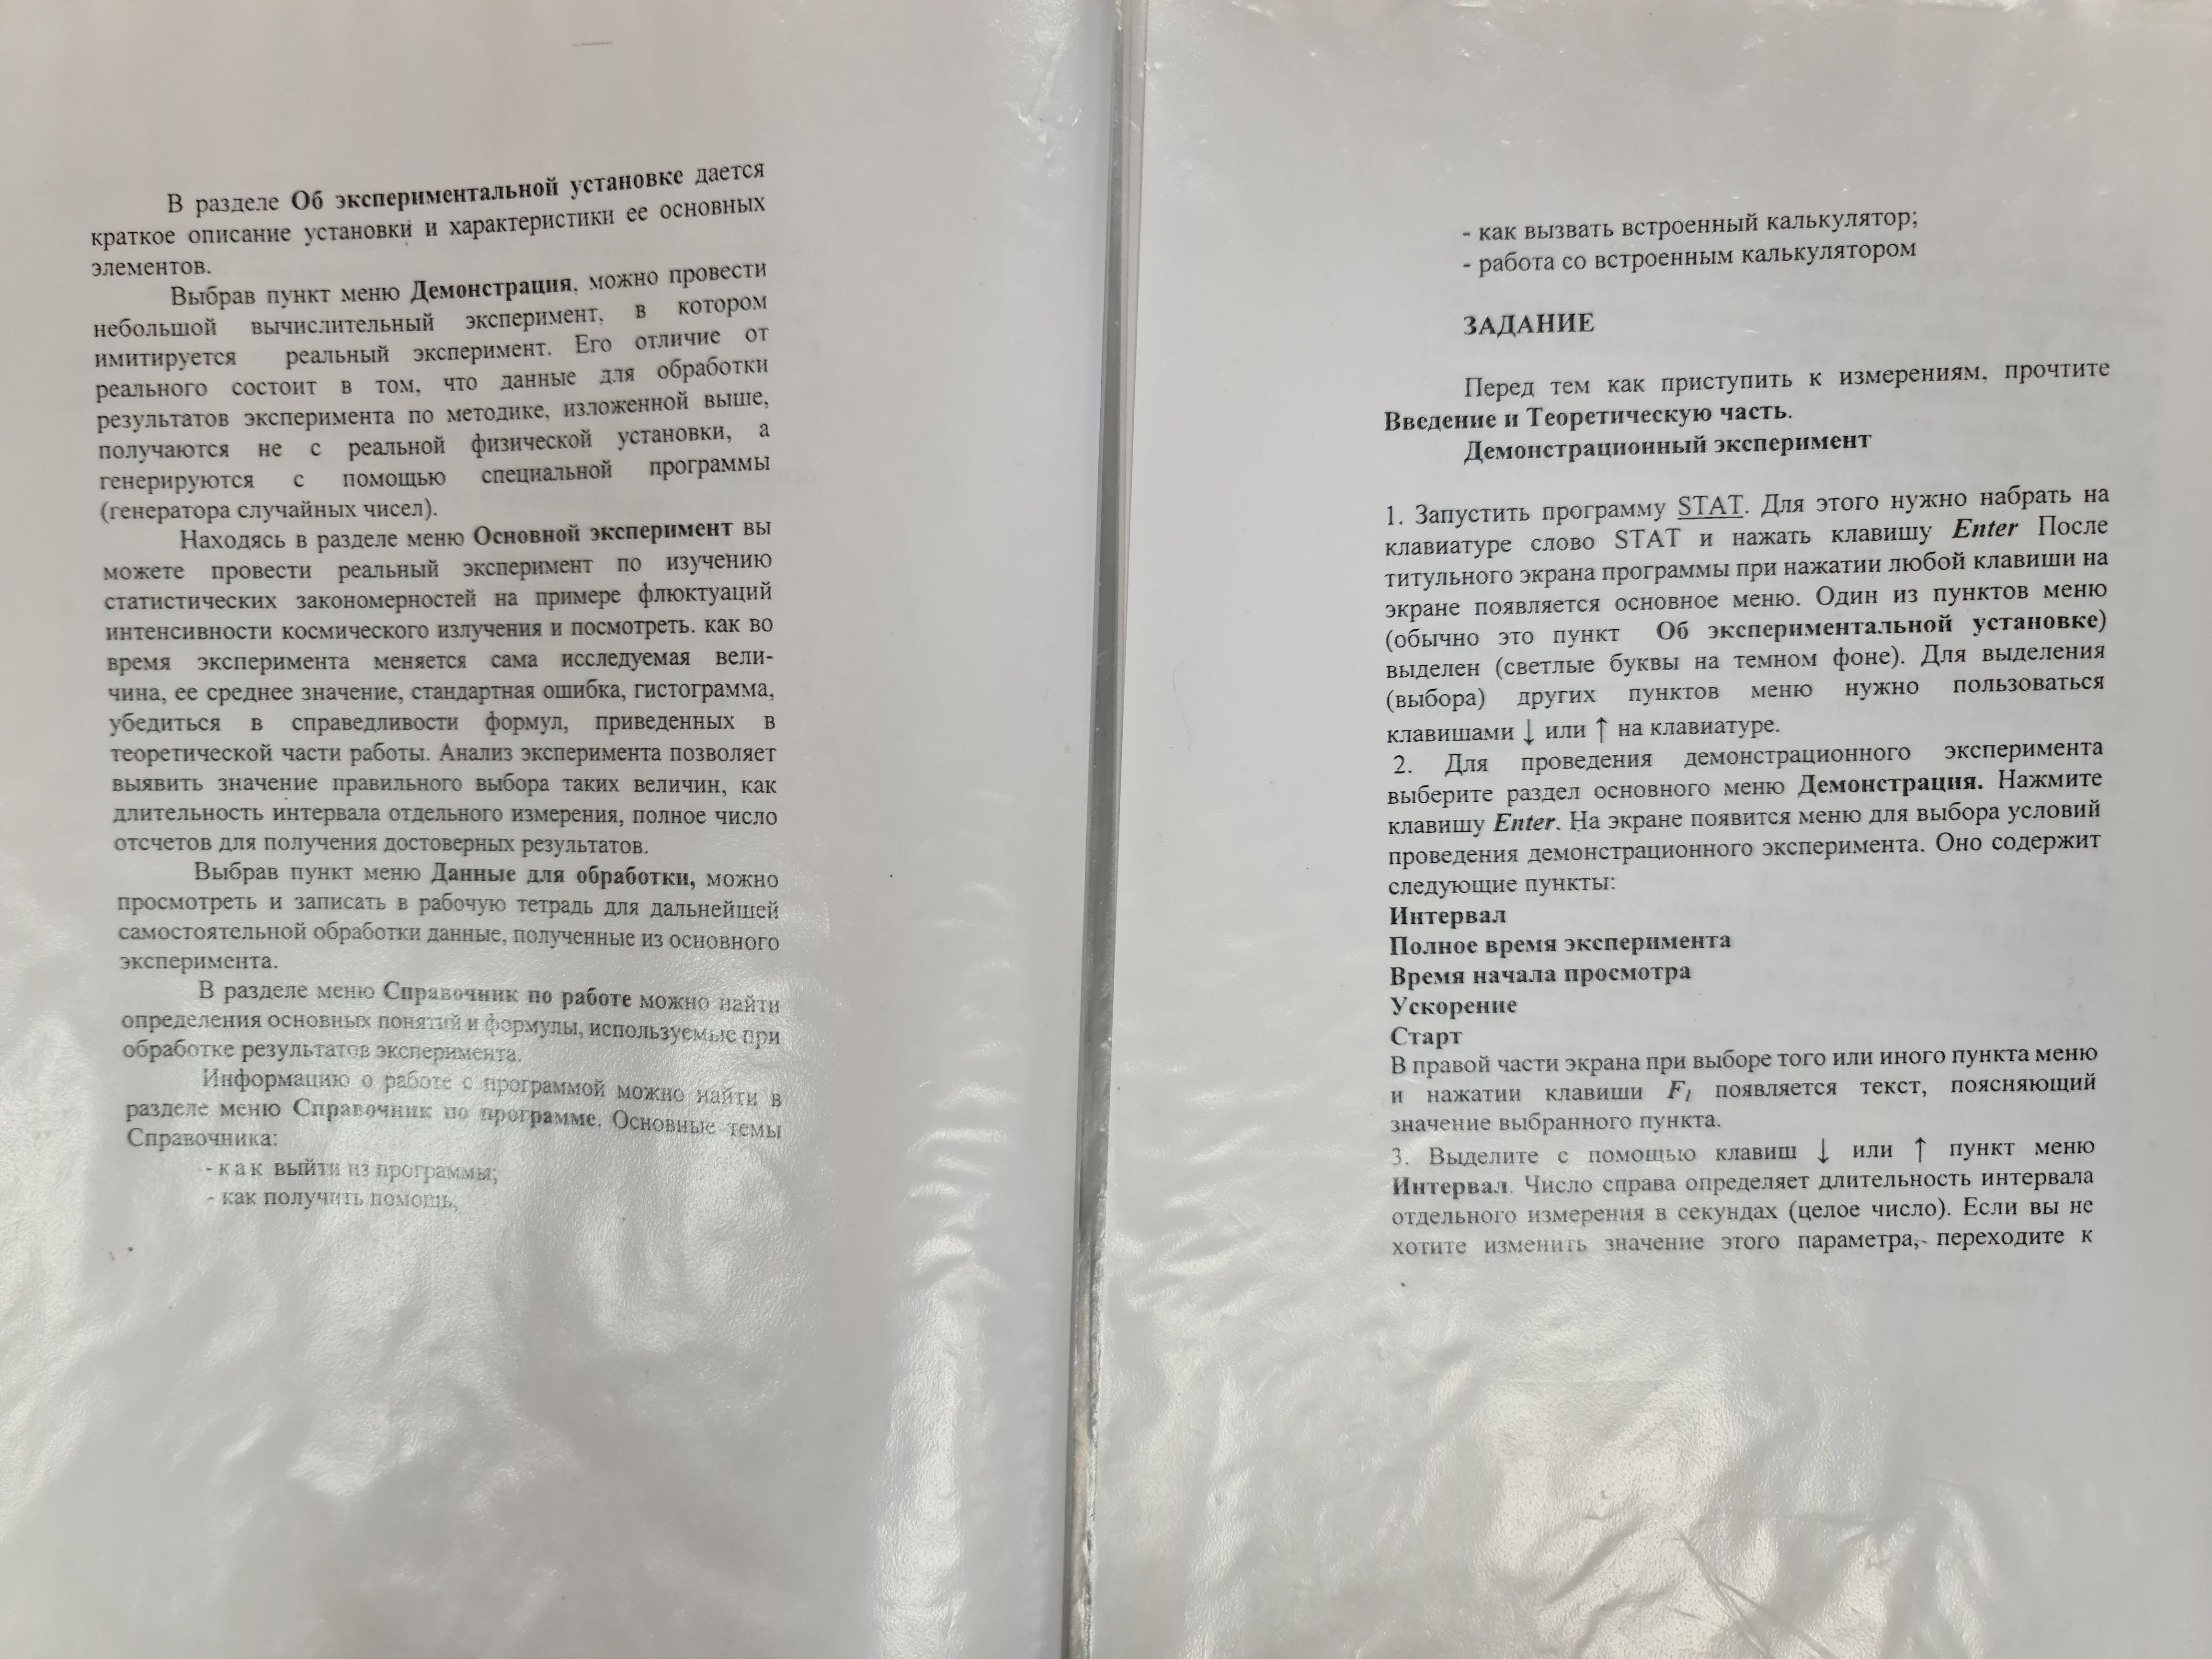 В разделе Об экспериментальной установке дается
краткое описание установки и характеристики ее основных
элементов.
Выбрав пункт меню Демонстрация, можно провести
небольшой вычислительный эксперимент, в котором
имитируется реальный эксперимент. Его отличие от
реального состоит в том, что данные для обработки
результатов эксперимента по методике, изложенной выше,
получаются не с реальной физической установки, а
генерируются с помощью специальной программы
(генератора случайных чисел).
Находясь в разделе меню Основной эксперимент вы
можете провести реальный эксперимент по изучению
статистических закономерностей на примере флюктуаций
интенсивности космического излучения и посмотреть. как во
время эксперимента меняется сама исследуемая вели-
чина, ее среднее значение, стандартная ошибка, гистограмма,
убедиться в справедливости формул, приведенных в
теоретической части работы. Анализ эксперимента позволяет
выявить значение правильного выбора таких величин, как
длительность интервала отдельного измерения, полное число
отсчетов для получения достоверных результатов.
Выбрав пункт меню Данные для обработки, можно
просмотреть и записать в рабочую тетрадь для дальнейшей
самостоятельной обработки данные, полученные из основного
эксперимента.
В разделе меню Справочник по работе можно найти
определения основных понятий и формулы, используемые при
обработке результатов эксперимента.
Информацию о работе с программой можно найти в
разделе меню Справочник по программе. Основные темы
Справочника:
- как выйти из программы;
- как получить помощь,
- как вызвать встроенный калькулятор;
- работа со встроенным калькулятором
ЗАДАНИЕ
Перед тем как приступить к измерениям, прочтите
Введение и Теоретическую часть.
Демонстрационный эксперимент
1. Запустить программу STAT. Для этого нужно набрать на
клавиатуре слово STAT и нажать клавишу Enter После
титульного экрана программы при нажатии любой клавиши на
экране появляется основное меню. Один из пунктов меню
(обычно это пункт Об экспериментальной установке)
выделен (светлые буквы на темном фоне). Для выделения
(выбора) других пунктов меню нужно пользоваться
клавишами ↓ или ↑ на клавиатуре.
2. Для проведения демонстрационного эксперимента
выберите раздел основного меню Демонстрация. Нажмите
клавишу Enter. На экране появится меню для выбора условий
проведения демонстрационного эксперимента. Оно содержит
следующие пункты:
Интервал
Полное время эксперимента
Время начала просмотра
Ускорение
Старт
В правой части экрана при выборе того или иного пункта меню
и нажатии клавиши F1 появляется текст, поясняющий
значение выбранного пункта.
3. Выделите с помощью клавиш ↓ или ↑ пункт меню
Интервал. Число справа определяет длительность интервала
отдельного измерения в секундах (целое число). Если вы не
хотите изменить значение этого параметра, переходите к